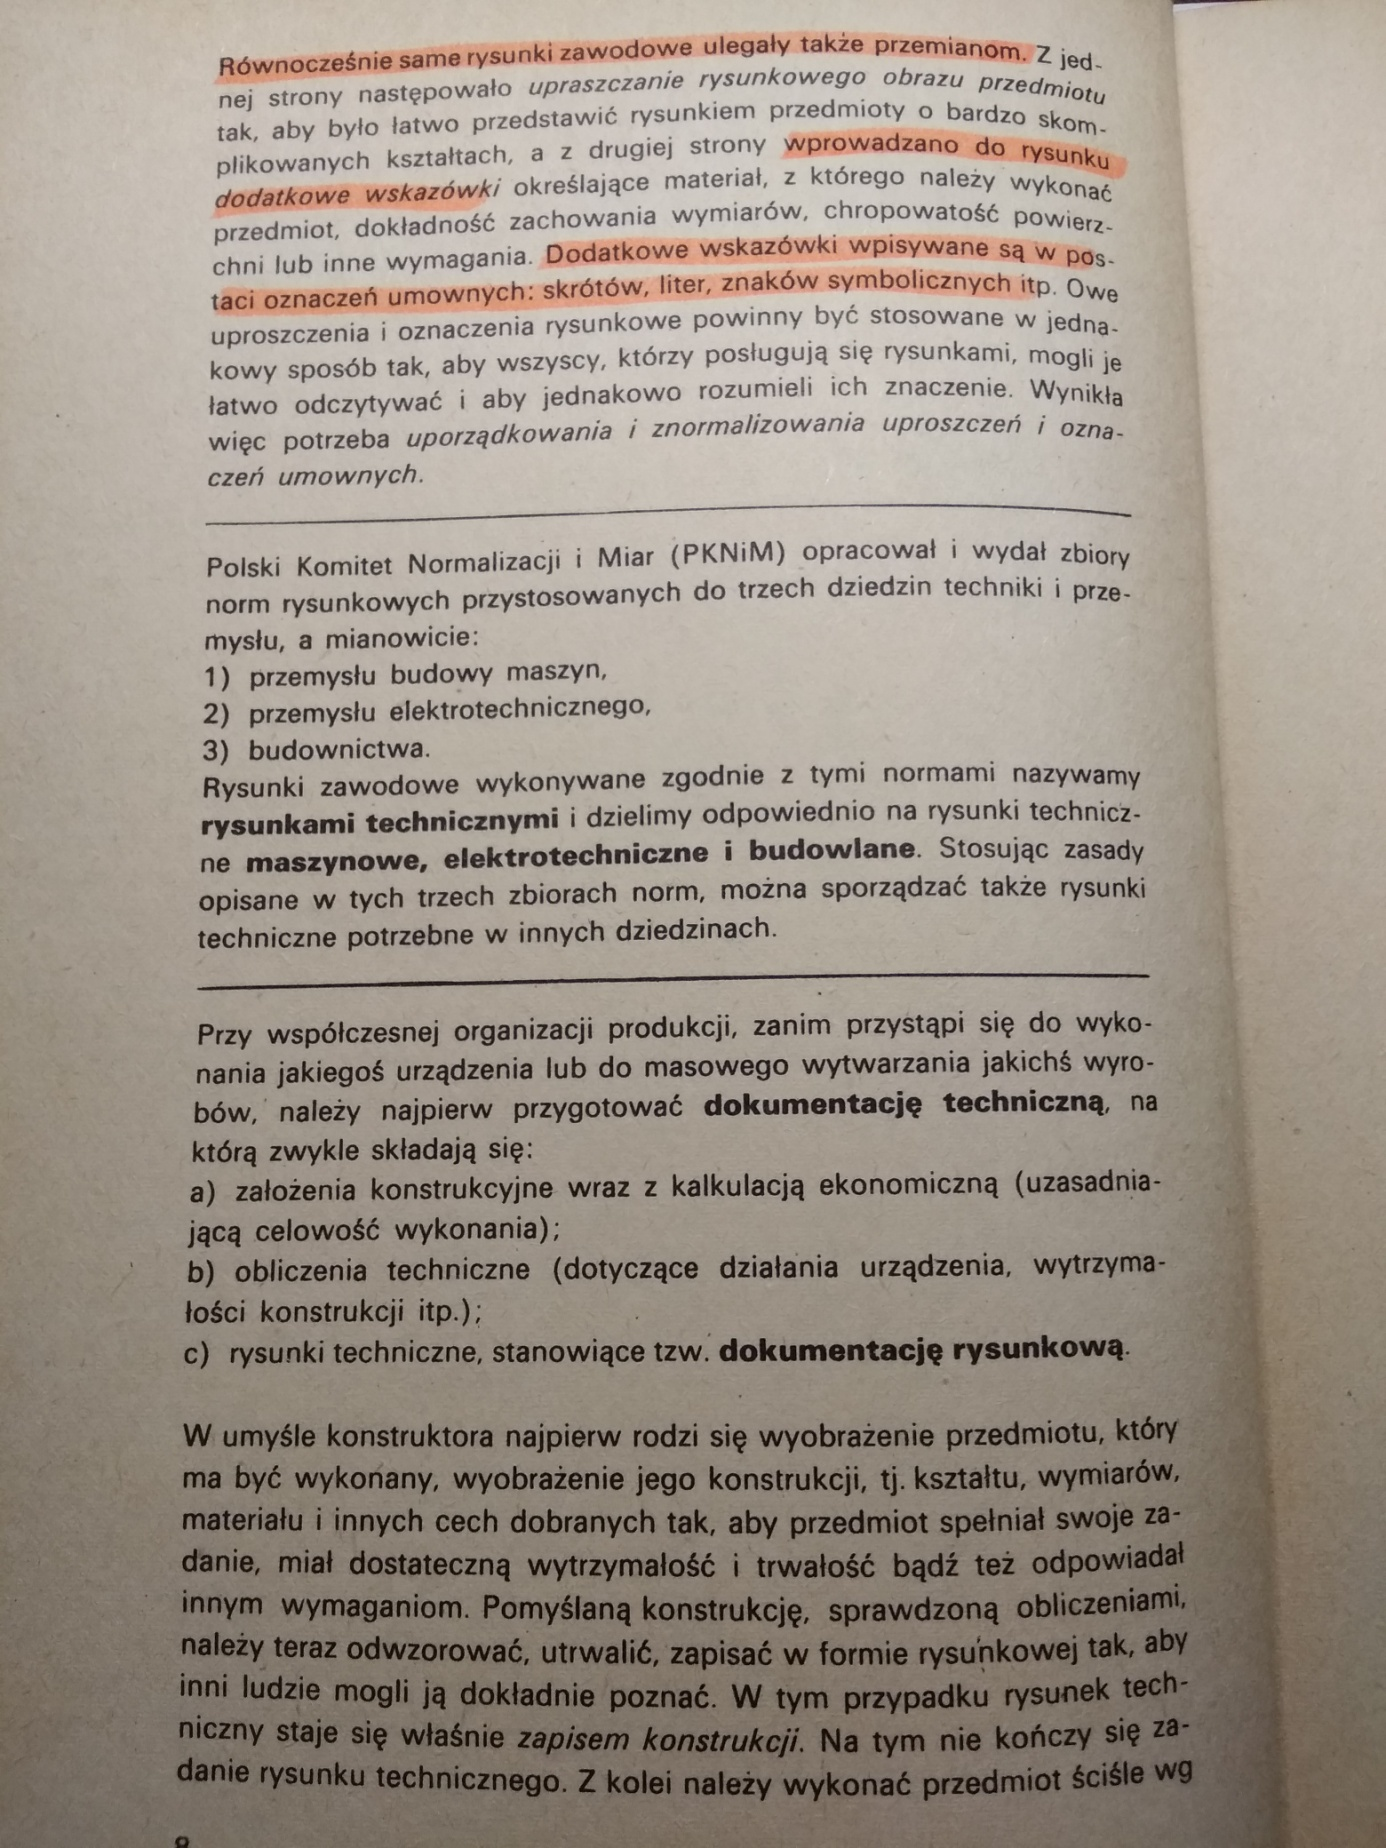 Równocześnie same rysunki zawodowe ulegały także przemianom. Z jed-
nej strony następowało upraszczanie rysunkowego obrazu przedmiotu
tak, aby było łatwo przedstawić rysunkiem przedmioty o bardzo skom-
plikowanych kształtach, a z drugiej strony wprowadzano do rysunku
dodatkowe wskazówki określające materiał, z którego należy wykonać
przedmiot, dokładność zachowania wymiarów, chropowatość powierz-
chni lub inne wymagania. Dodatkowe wskazówki wpisywane są w pos-
taci oznaczeń umownych: skrótów, liter, znaków symbolicznych itp. Owe
uproszczenia i oznaczenia rysunkowe powinny być stosowane w jedna-
kowy sposób tak, aby wszyscy, którzy posługują się rysunkami, mogli je
łatwo odczytywać i aby jednakowo rozumieli ich znaczenie. Wynikła
więc potrzeba uporządkowania i znormalizowania uproszczeń i ozna-
czeń umownych.
Polski Komitet Normalizacji i Miar (PKNiM) opracował i wydał zbiory
norm rysunkowych przystosowanych do trzech dziedzin techniki i prze-
mysłu, a mianowicie:
1) przemysłu budowy maszyn,
2) przemysłu elektrotechnicznego,
3) budownictwa.
Rysunki zawodowe wykonywane zgodnie z tymi normami nazywamy
rysunkami technicznymi i dzielimy odpowiednio na rysunki technicz-
ne maszynowe, elektrotechniczne i budowlane. Stosując zasady
opisane w tych trzech zbiorach norm, można sporządzać także rysunki
techniczne potrzebne w innych dziedzinach.
Przy współczesnej organizacji produkcji, zanim przystąpi się do wyko-
nania jakiegoś urządzenia lub do masowego wytwarzania jakichś wyro-
bów, należy najpierw przygotować dokumentację techniczną, na
którą zwykle składają się:
a) założenia konstrukcyjne wraz z kalkulacją ekonomiczną (uzasadnia-
jącą celowość wykonania);
b) obliczenia techniczne (dotyczące działania urządzenia, wytrzyma-
łości konstrukcji itp.);
c) rysunki techniczne, stanowiące tzw. dokumentację rysunkową.
W umyśle konstruktora najpierw rodzi się wyobrażenie przedmiotu, który
ma być wykonany, wyobrażenie jego konstrukcji, tj. kształtu, wymiarów,
materiału i innych cech dobranych tak, aby przedmiot spełniał swoje za-
danie, miał dostateczną wytrzymałość i trwałość bądź też odpowiadał
innym wymaganiom. Pomyślaną konstrukcję, sprawdzoną obliczeniami,
należy teraz odwzorować, utrwalić, zapisać w formie rysunkowej tak, aby
inni ludzie mogli ją dokładnie poznać. W tym przypadku rysunek tech-
niczny staje się właśnie zapisem konstrukcji. Na tym nie kończy się za-
danie rysunku technicznego. Z kolei należy wykonać przedmiot ściśle wg